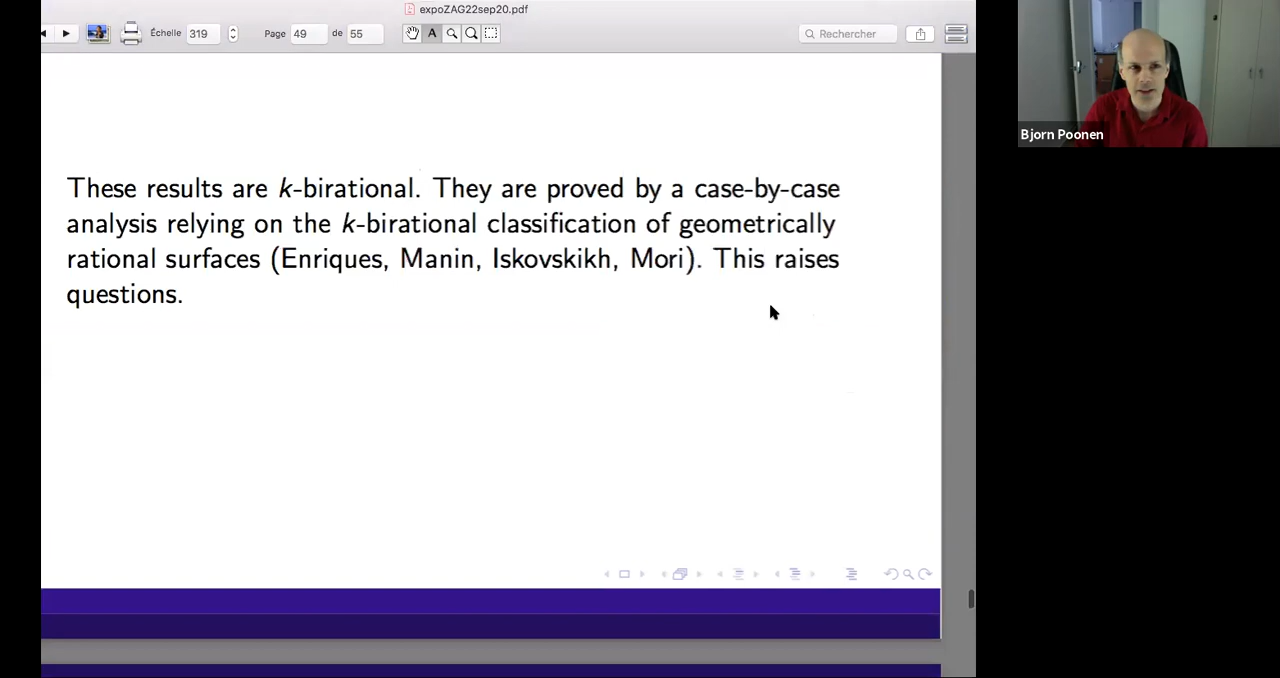 expoZAG22sep20.pdf
Échelle 319 Page 49 de 55 A Rechercher
Bjorn Poonen
These results are k-birational. They are proved by a case-by-case
analysis relying on the k-birational classification of geometrically
rational surfaces (Enriques, Manin, Iskovskikh, Mori). This raises
questions.